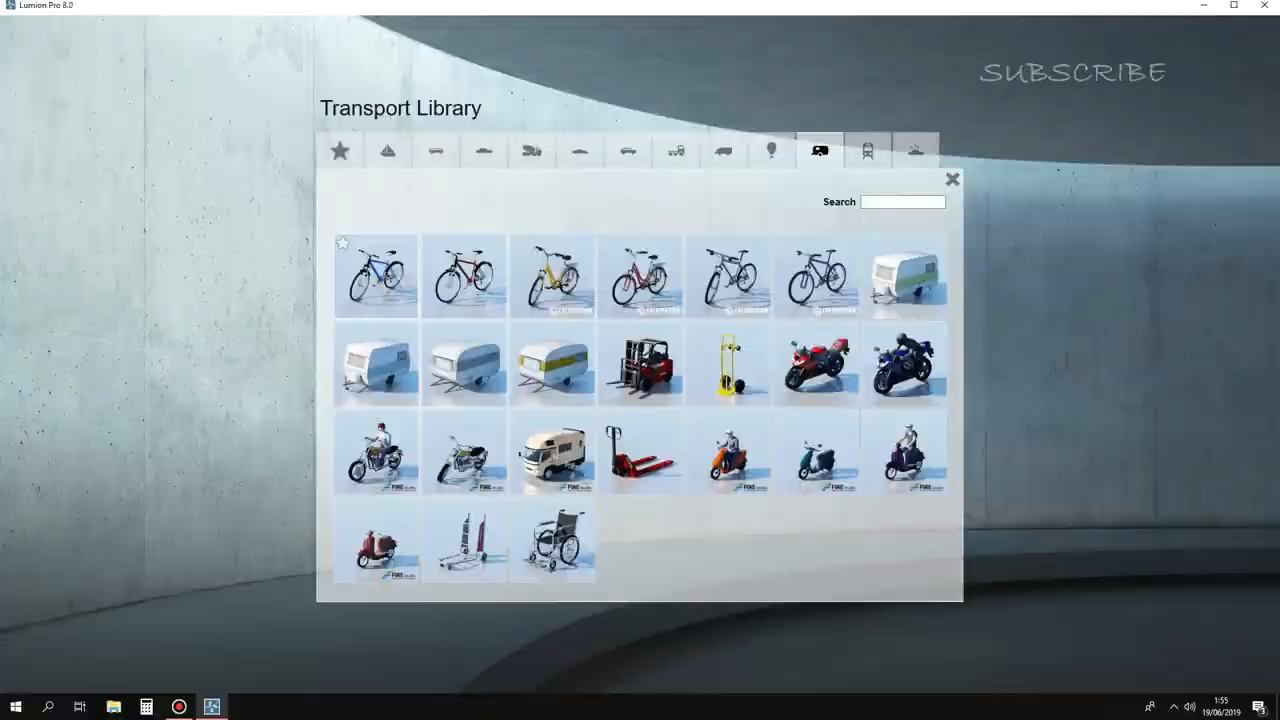 Lumion Pro 8.0
SUBSCRIBE
Transport Library
Search
1:55
19/06/2019